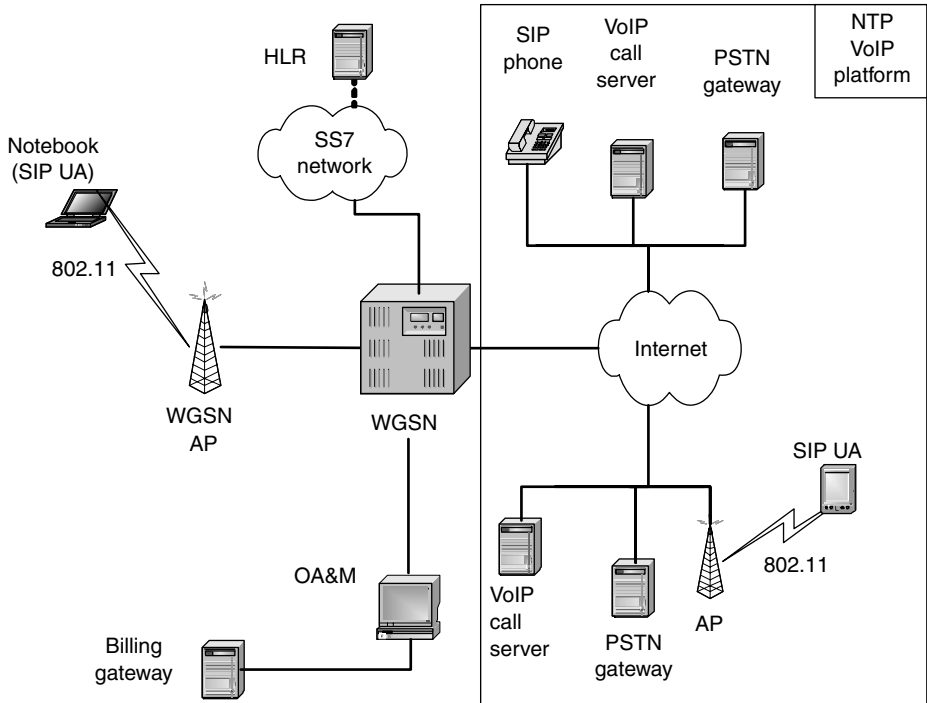 HLR
SS7
network
Notebook
(SIP UA)
802.11
WGSN
AP
WGSN
OA&M
Billing
gateway
SIP
phone
VoIP
call
server
PSTN
gateway
NTP
VoIP
platform
Internet
SIP UA
802.11
VoIP
call
server
PSTN
gateway
AP